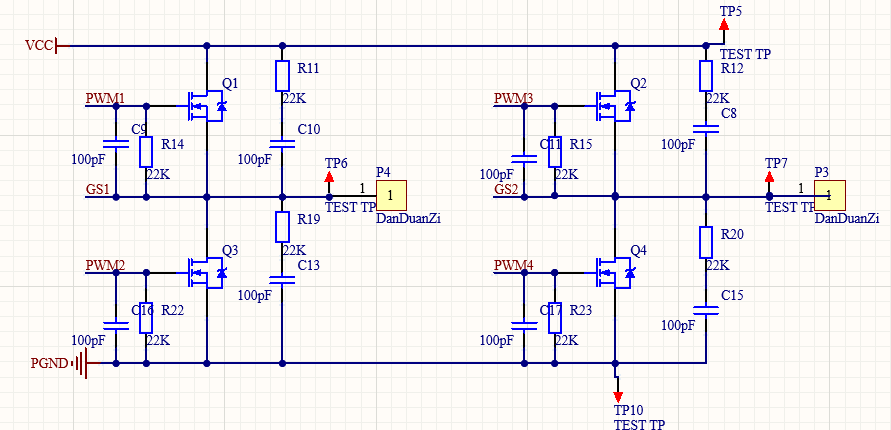 TP5
VCC
TEST TP
R11
R12
Q1
Q2
22K
22K
PWM1
PWM3
C8
C9
C10
C11
R14
R15
100pF
100pF
100pF
100pF
22K
22K
TP6
P4
TP7
P3
GS1
1
1
GS2
1
1
TEST TP
DanDuanZi
TEST TP
DanDuanZi
R19
R20
Q3
22K
Q4
22K
PWM2
C13
PWM4
100pF
C15
C16
R22
C17
R23
100pF
100pF
22K
100pF
22K
PGND
TP10
TEST TP